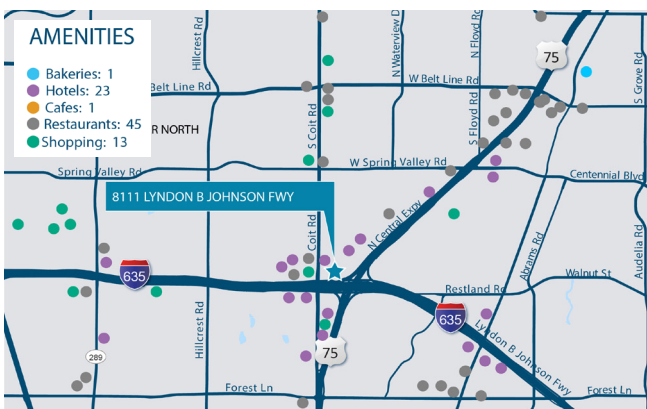 AMENITIES
Bakeries: 1
Hotels: 23
Cafes: 1
Restaurants: 45
Shopping: 13
Hillcrest Rd
N Waterview D
N Floyd R
75
S Grove Rd
Belt Line Rd
W Belt Line Rd
R NORTH
S Coit Rd
S Floyd Rd
Spring Valley Rd
W Spring Valley Rd
Centennial Blvd
8111 LYNDON B JOHNSON FWY
Coit Rd
N Central Expy
Abrams Rd
Audelia Rd
635
Walnut St
Restland Rd
Hillcrest Rd
635
Lyndon B Johnson Fwy
289
75
Forest Ln
Forest Ln